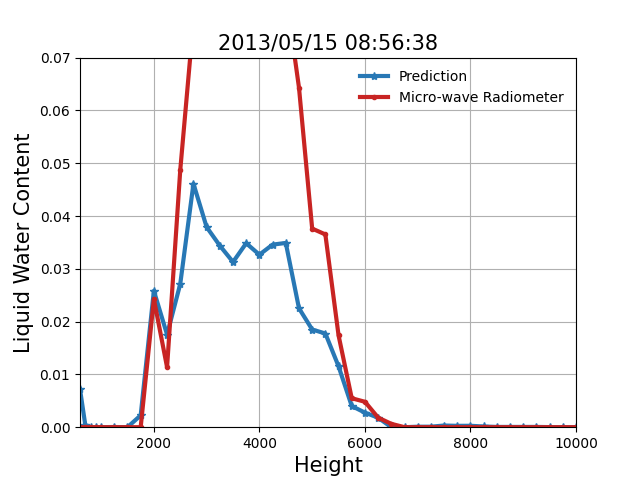 2013/05/15 08:56:38
0.07
0.06
0.05
0.04
0.03
0.02
0.01
0.00
Liquid Water Content
Prediction
Micro-wave Radiometer
2000 4000 6000 8000 10000
Height